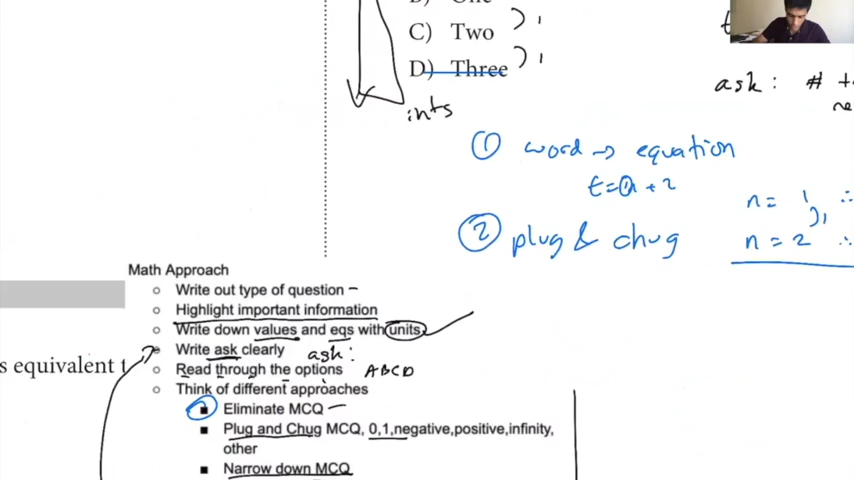 C) Two
D) Three
ints
ask: #
① word → equation
t = n + 2
n = 1 ∴
② plug & chug
n = 2 ∴
Math Approach
Write out type of question
Highlight important information
Write down values and eqs with units
Write ask clearly ask:
s equivalent t
Read through the options ABCD
Think of different approaches
Eliminate MCQ
Plug and Chug MCQ, 0,1,negative,positive,infinity,
other
Narrow down MCQ